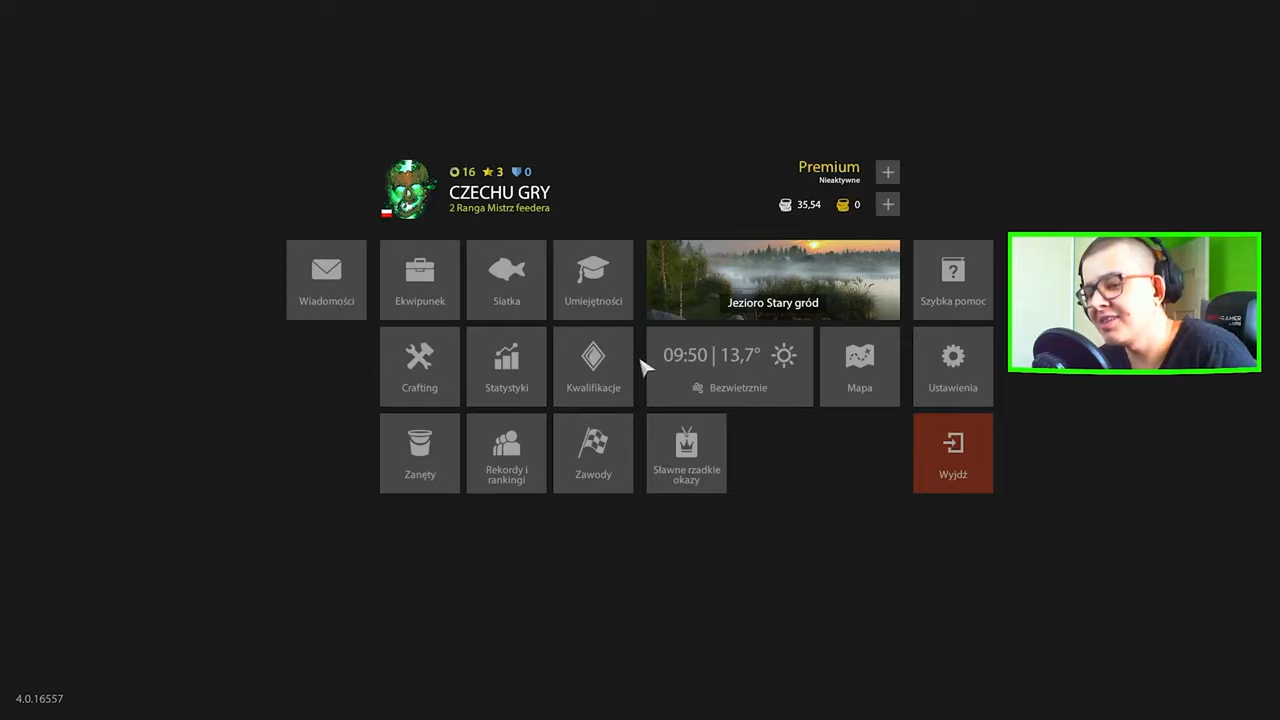 16 3 0
CZECHU GRY
2 Ranga Mistrz feedera
Premium
Nieaktywne
35,54 0
Wiadomości
Ekwipunek
Siatka
Umiejętności
Jezioro Stary gród
Szybka pomoc
Crafting
Statystyki
Kwalifikacje
09:50 | 13,7°
Bezwietrznie
Mapa
Ustawienia
Zanęty
Rekordy i
rankingi
Zawody
Sławne rzadkie
okazy
Wyjdź
4.0.16557